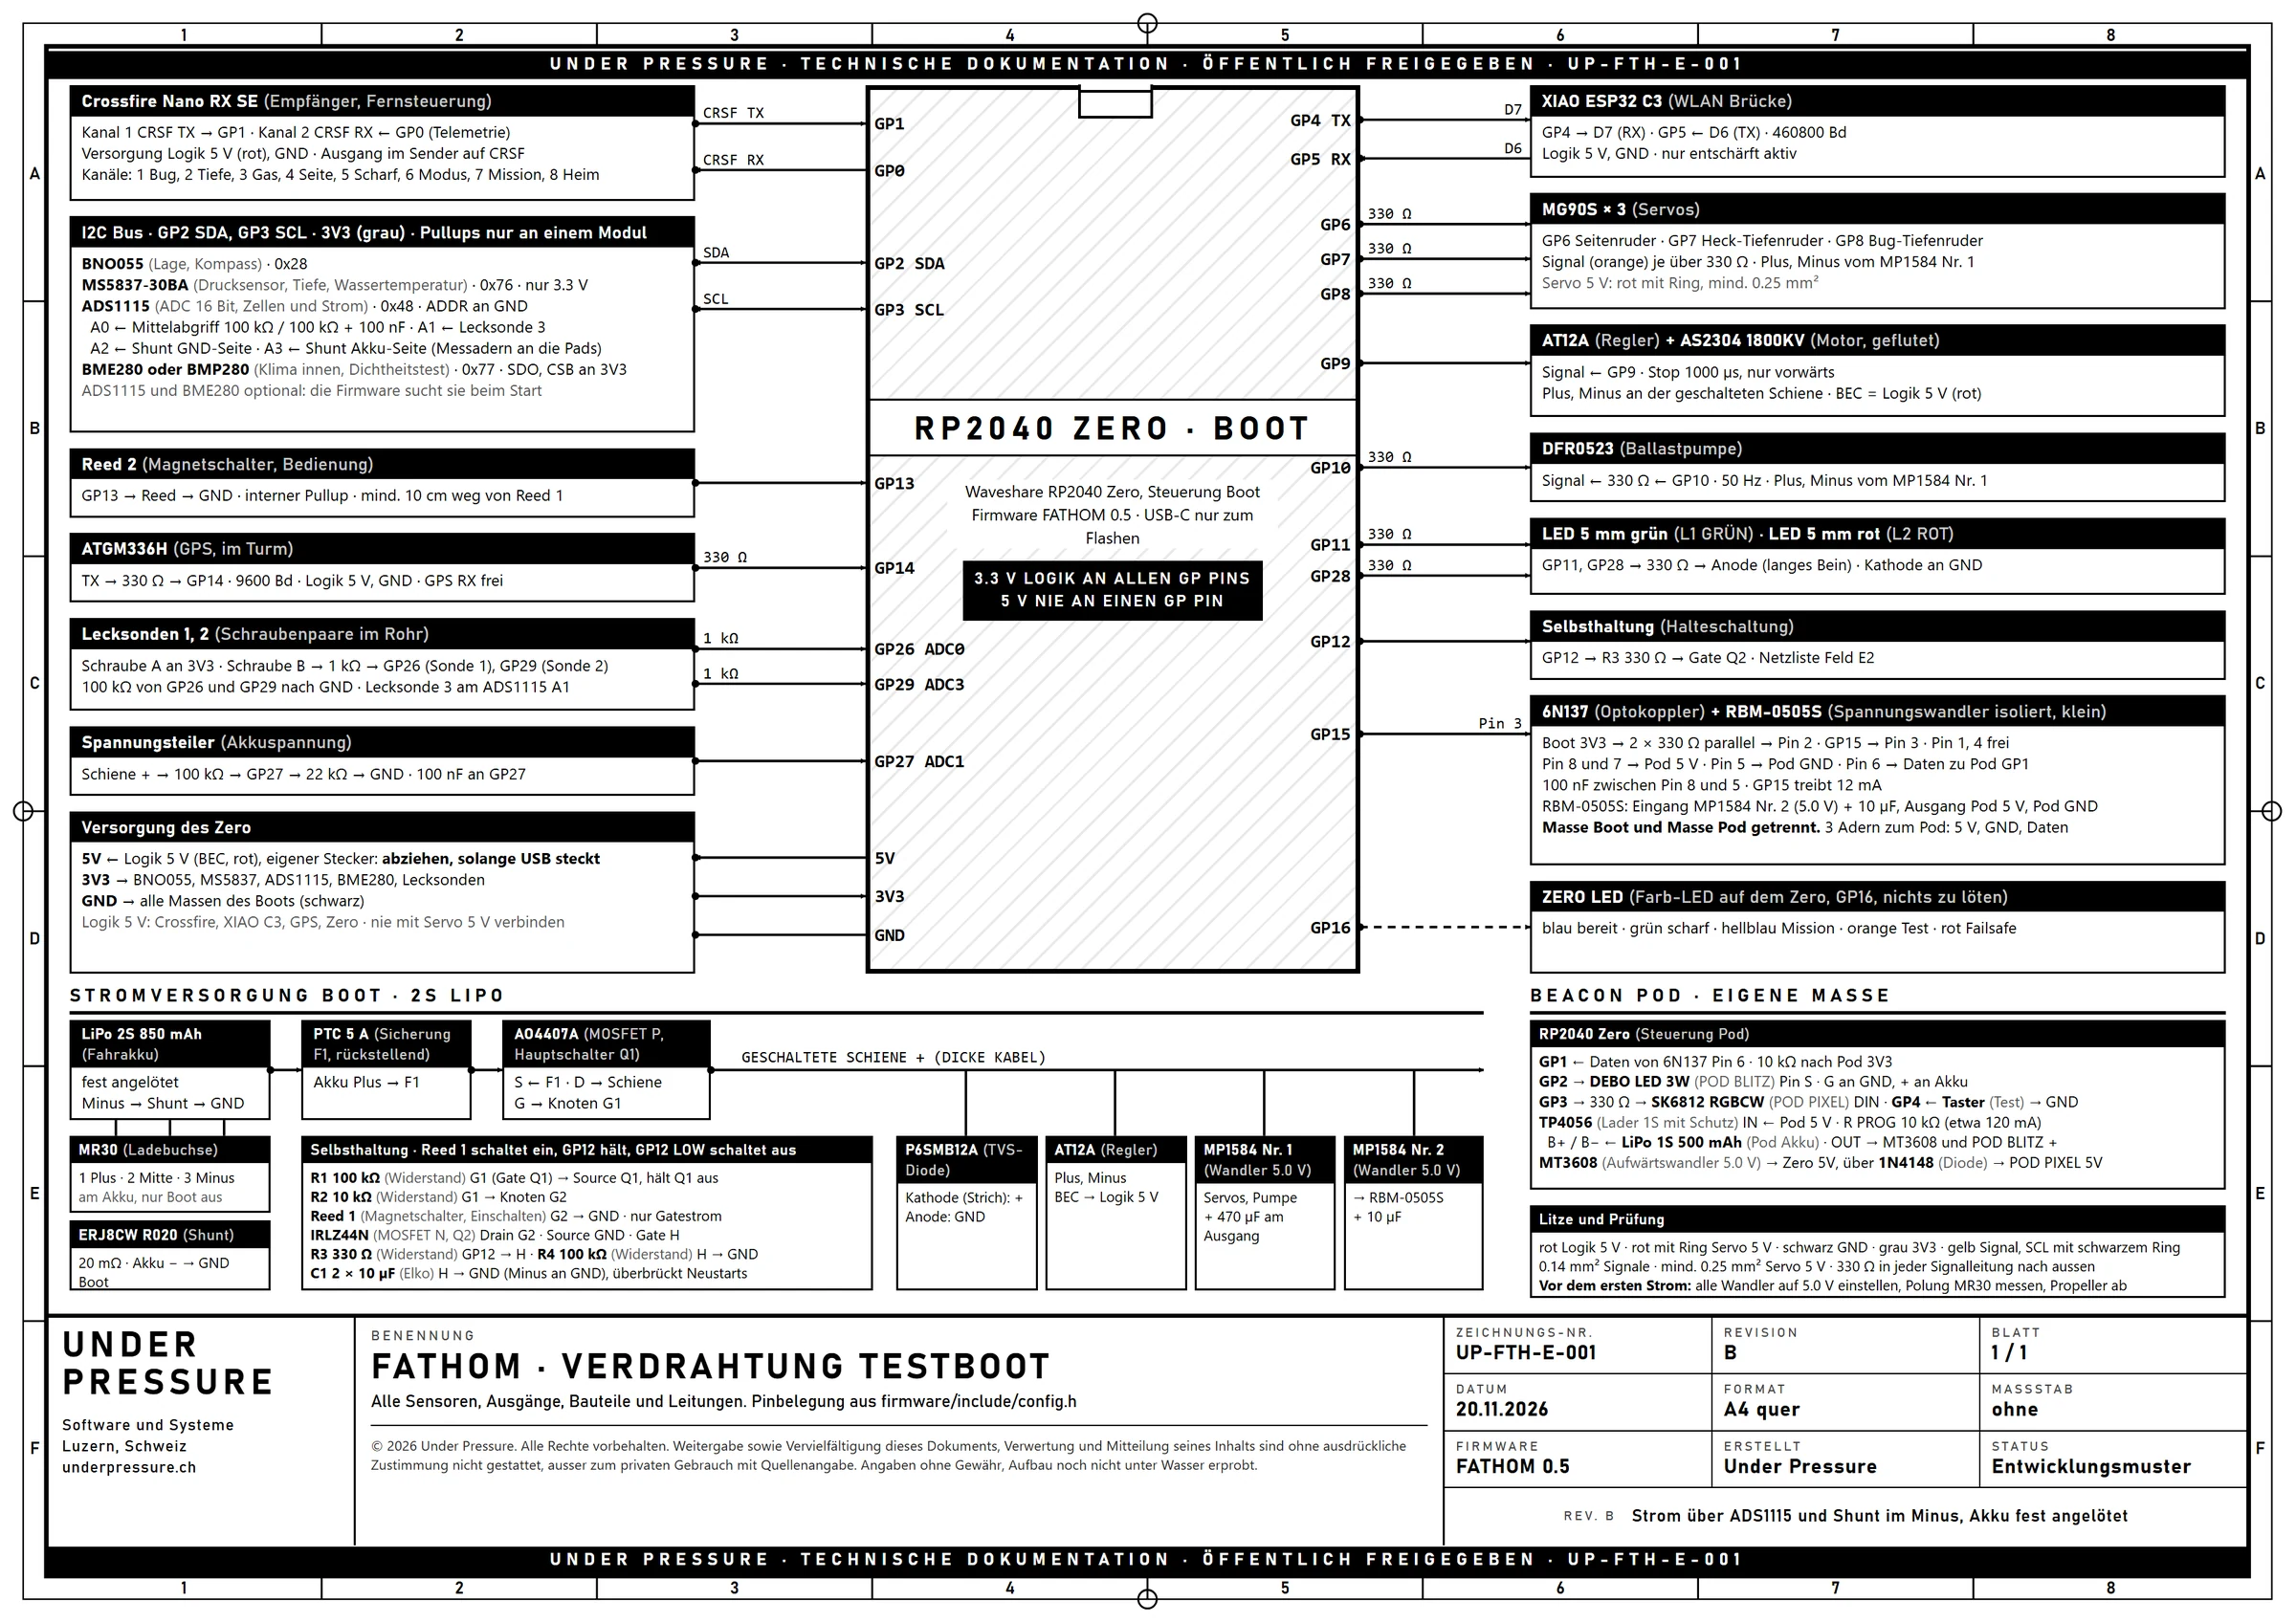 1 2 3 4 5 6 7 8
UNDER PRESSURE · TECHNISCHE DOKUMENTATION · ÖFFENTLICH FREIGEGEBEN · UP-FTH-E-001
A
B
C
D
E
F
Crossfire Nano RX SE (Empfänger, Fernsteuerung)
Kanal 1 CRSF TX → GP1 · Kanal 2 CRSF RX ← GP0 (Telemetrie)
Versorgung Logik 5 V (rot), GND · Ausgang im Sender auf CRSF
Kanäle: 1 Bug, 2 Tiefe, 3 Gas, 4 Seite, 5 Scharf, 6 Modus, 7 Mission, 8 Heim
CRSF TX
CRSF RX
I2C Bus · GP2 SDA, GP3 SCL · 3V3 (grau) · Pullups nur an einem Modul
BNO055 (Lage, Kompass) · 0x28
MS5837-30BA (Drucksensor, Tiefe, Wassertemperatur) · 0x76 · nur 3.3 V
ADS1115 (ADC 16 Bit, Zellen und Strom) · 0x48 · ADDR an GND
A0 ← Mittelabgriff 100 kΩ / 100 kΩ + 100 nF · A1 ← Lecksonde 3
A2 ← Shunt GND-Seite · A3 ← Shunt Akku-Seite (Messadern an die Pads)
BME280 oder BMP280 (Klima innen, Dichtheitstest) · 0x77 · SDO, CSB an 3V3
ADS1115 und BME280 optional: die Firmware sucht sie beim Start
SDA
SCL
Reed 2 (Magnetschalter, Bedienung)
GP13 → Reed → GND · interner Pullup · mind. 10 cm weg von Reed 1
ATGM336H (GPS, im Turm)
TX → 330 Ω → GP14 · 9600 Bd · Logik 5 V, GND · GPS RX frei
330 Ω
Lecksonden 1, 2 (Schraubenpaare im Rohr)
Schraube A an 3V3 · Schraube B → 1 kΩ → GP26 (Sonde 1), GP29 (Sonde 2)
100 kΩ von GP26 und GP29 nach GND · Lecksonde 3 am ADS1115 A1
1 kΩ
1 kΩ
Spannungsteiler (Akkuspannung)
Schiene + → 100 kΩ → GP27 → 22 kΩ → GND · 100 nF an GP27
Versorgung des Zero
5V ← Logik 5 V (BEC, rot), eigener Stecker: abziehen, solange USB steckt
3V3 → BNO055, MS5837, ADS1115, BME280, Lecksonden
GND → alle Massen des Boots (schwarz)
Logik 5 V: Crossfire, XIAO C3, GPS, Zero · nie mit Servo 5 V verbinden
GP1
GP0
GP2 SDA
GP3 SCL
GP13
GP14
GP26 ADC0
GP29 ADC3
GP27 ADC1
5V
3V3
GND
RP2040 ZERO · BOOT
Waveshare RP2040 Zero, Steuerung Boot
Firmware FATHOM 0.5 · USB-C nur zum
Flashen
3.3 V LOGIK AN ALLEN GP PINS
5 V NIE AN EINEN GP PIN
GP4 TX
GP5 RX
GP6
GP7
GP8
GP9
GP10
GP11
GP28
GP12
GP15
GP16
D7
D6
330 Ω
330 Ω
330 Ω
330 Ω
330 Ω
330 Ω
Pin 3
XIAO ESP32 C3 (WLAN Brücke)
GP4 → D7 (RX) · GP5 ← D6 (TX) · 460800 Bd
Logik 5 V, GND · nur entschärft aktiv
MG90S × 3 (Servos)
GP6 Seitenruder · GP7 Heck-Tiefenruder · GP8 Bug-Tiefenruder
Signal (orange) je über 330 Ω · Plus, Minus vom MP1584 Nr. 1
Servo 5 V: rot mit Ring, mind. 0.25 mm²
AT12A (Regler) + AS2304 1800KV (Motor, geflutet)
Signal ← GP9 · Stop 1000 µs, nur vorwärts
Plus, Minus an der geschalteten Schiene · BEC = Logik 5 V (rot)
DFR0523 (Ballastpumpe)
Signal ← 330 Ω ← GP10 · 50 Hz · Plus, Minus vom MP1584 Nr. 1
LED 5 mm grün (L1 GRÜN) · LED 5 mm rot (L2 ROT)
GP11, GP28 → 330 Ω → Anode (langes Bein) · Kathode an GND
Selbsthaltung (Halteschaltung)
GP12 → R3 330 Ω → Gate Q2 · Netzliste Feld E2
6N137 (Optokoppler) + RBM-0505S (Spannungswandler isoliert, klein)
Boot 3V3 → 2 × 330 Ω parallel → Pin 2 · GP15 → Pin 3 · Pin 1, 4 frei
Pin 8 und 7 → Pod 5 V · Pin 5 → Pod GND · Pin 6 → Daten zu Pod GP1
100 nF zwischen Pin 8 und 5 · GP15 treibt 12 mA
RBM-0505S: Eingang MP1584 Nr. 2 (5.0 V) + 10 µF, Ausgang Pod 5 V, Pod GND
Masse Boot und Masse Pod getrennt. 3 Adern zum Pod: 5 V, GND, Daten
ZERO LED (Farb-LED auf dem Zero, GP16, nichts zu löten)
blau bereit · grün scharf · hellblau Mission · orange Test · rot Failsafe
A
B
C
D
E
F
STROMVERSORGUNG BOOT · 2S LIPO
LiPo 2S 850 mAh
(Fahrakku)
fest angelötet
Minus → Shunt → GND
PTC 5 A (Sicherung
F1, rückstellend)
Akku Plus → F1
AO4407A (MOSFET P,
Hauptschalter Q1)
S ← F1 · D → Schiene
G → Knoten G1
GESCHALTETE SCHIENE + (DICKE KABEL)
MR30 (Ladebuchse)
1 Plus · 2 Mitte · 3 Minus
am Akku, nur Boot aus
ERJ8CW R020 (Shunt)
20 mΩ · Akku − → GND
Boot
Selbsthaltung · Reed 1 schaltet ein, GP12 hält, GP12 LOW schaltet aus
R1 100 kΩ (Widerstand) G1 (Gate Q1) → Source Q1, hält Q1 aus
R2 10 kΩ (Widerstand) G1 → Knoten G2
Reed 1 (Magnetschalter, Einschalten) G2 → GND · nur Gatestrom
IRLZ44N (MOSFET N, Q2) Drain G2 · Source GND · Gate H
R3 330 Ω (Widerstand) GP12 → H · R4 100 kΩ (Widerstand) H → GND
C1 2 × 10 µF (Elko) H → GND (Minus an GND), überbrückt Neustarts
P6SMB12A (TVS-
Diode)
Kathode (Strich): +
Anode: GND
AT12A (Regler)
Plus, Minus
BEC → Logik 5 V
MP1584 Nr. 1
(Wandler 5.0 V)
Servos, Pumpe
+ 470 µF am
Ausgang
MP1584 Nr. 2
(Wandler 5.0 V)
→ RBM-0505S
+ 10 µF
BEACON POD · EIGENE MASSE
RP2040 Zero (Steuerung Pod)
GP1 ← Daten von 6N137 Pin 6 · 10 kΩ nach Pod 3V3
GP2 → DEBO LED 3W (POD BLITZ) Pin S · G an GND, + an Akku
GP3 → 330 Ω → SK6812 RGBCW (POD PIXEL) DIN · GP4 ← Taster (Test) → GND
TP4056 (Lader 1S mit Schutz) IN ← Pod 5 V · R PROG 10 kΩ (etwa 120 mA)
B+ / B− ← LiPo 1S 500 mAh (Pod Akku) · OUT → MT3608 und POD BLITZ +
MT3608 (Aufwärtswandler 5.0 V) → Zero 5V, über 1N4148 (Diode) → POD PIXEL 5V
Litze und Prüfung
rot Logik 5 V · rot mit Ring Servo 5 V · schwarz GND · grau 3V3 · gelb Signal, SCL mit schwarzem Ring
0.14 mm² Signale · mind. 0.25 mm² Servo 5 V · 330 Ω in jeder Signalleitung nach aussen
Vor dem ersten Strom: alle Wandler auf 5.0 V einstellen, Polung MR30 messen, Propeller ab
UNDER
PRESSURE
Software und Systeme
Luzern, Schweiz
underpressure.ch
BENENNUNG
FATHOM · VERDRAHTUNG TESTBOOT
Alle Sensoren, Ausgänge, Bauteile und Leitungen. Pinbelegung aus firmware/include/config.h
© 2026 Under Pressure. Alle Rechte vorbehalten. Weitergabe sowie Vervielfältigung dieses Dokuments, Verwertung und Mitteilung seines Inhalts sind ohne ausdrückliche
Zustimmung nicht gestattet, ausser zum privaten Gebrauch mit Quellenangabe. Angaben ohne Gewähr, Aufbau noch nicht unter Wasser erprobt.
ZEICHNUNGS-NR.
UP-FTH-E-001
REVISION
B
BLATT
1 / 1
DATUM
20.11.2026
FORMAT
A4 quer
MASSSTAB
ohne
FIRMWARE
FATHOM 0.5
ERSTELLT
Under Pressure
STATUS
Entwicklungsmuster
REV. B Strom über ADS1115 und Shunt im Minus, Akku fest angelötet
UNDER PRESSURE · TECHNISCHE DOKUMENTATION · ÖFFENTLICH FREIGEGEBEN · UP-FTH-E-001
1 2 3 4 5 6 7 8